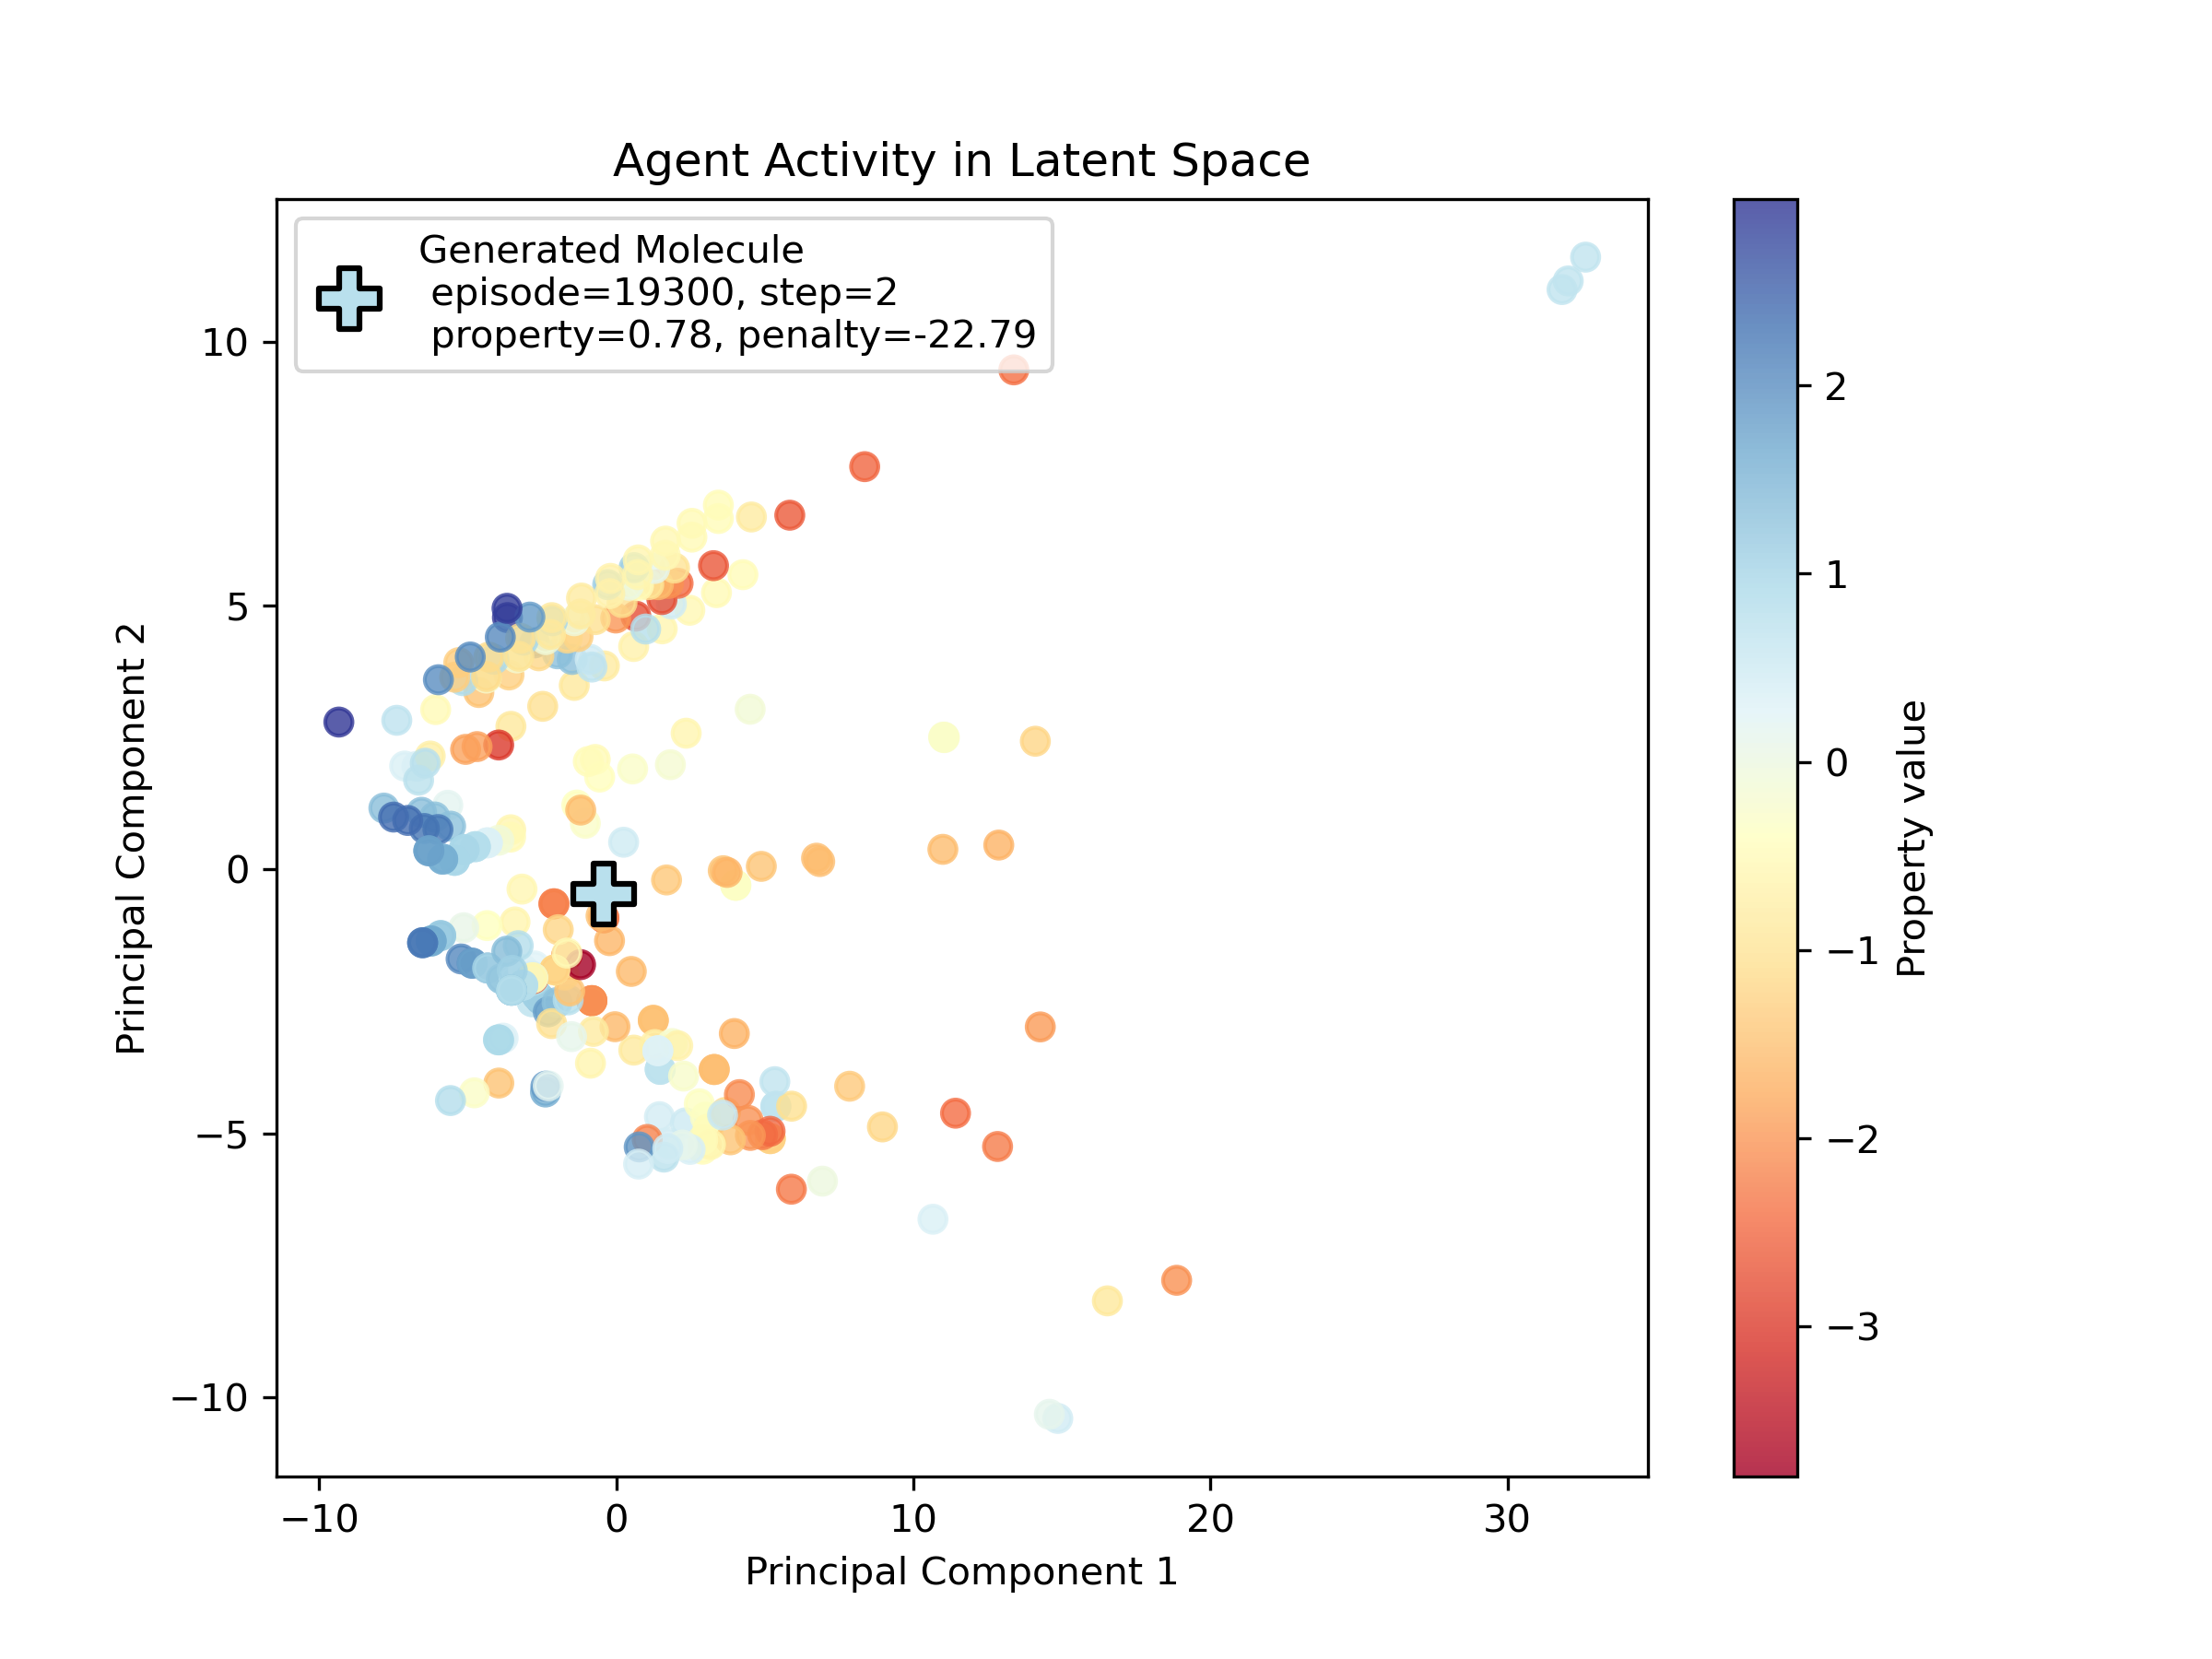 Agent Activity in Latent Space
Generated Molecule
episode=19300, step=2
property=0.78, penalty=-22.79
10
5
0
−5
−10
Principal Component 2
−10
0
10
20
30
Principal Component 1
2
1
0
−1
−2
−3
Property value